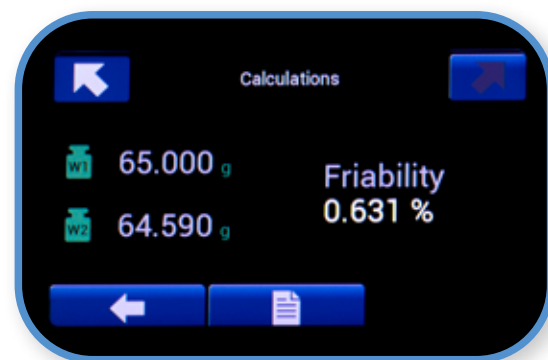 Calculations
W1 65.000 g
W2 64.590 g
Friability
0.631 %